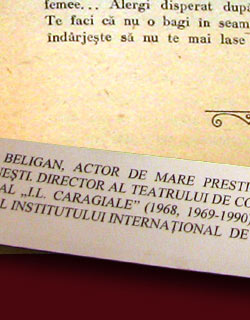 femee... Alergi disperat după
Te faci că nu o bagi în seam
îndârjește să nu te mai lase
BELIGAN, ACTOR DE MARE PRESTI
NEȘTI. DIRECTOR AL TEATRULUI DE CO
AL „I.L. CARAGIALE” (1968, 1969-1990)
L INSTITUTULUI INTERNAȚIONAL DE